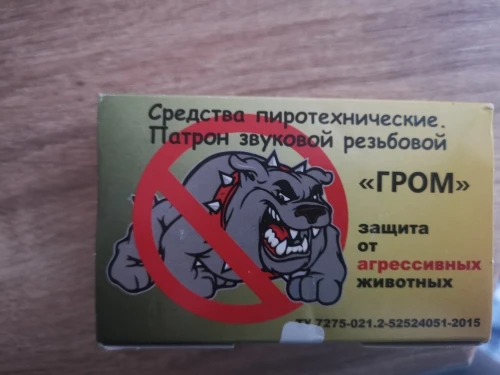 Средства пиротехнические.
Патрон звуковой резьбовой
«ГРОМ»
защита
от
агрессивных
животных
ТУ 7275-021.2-52524051-2015